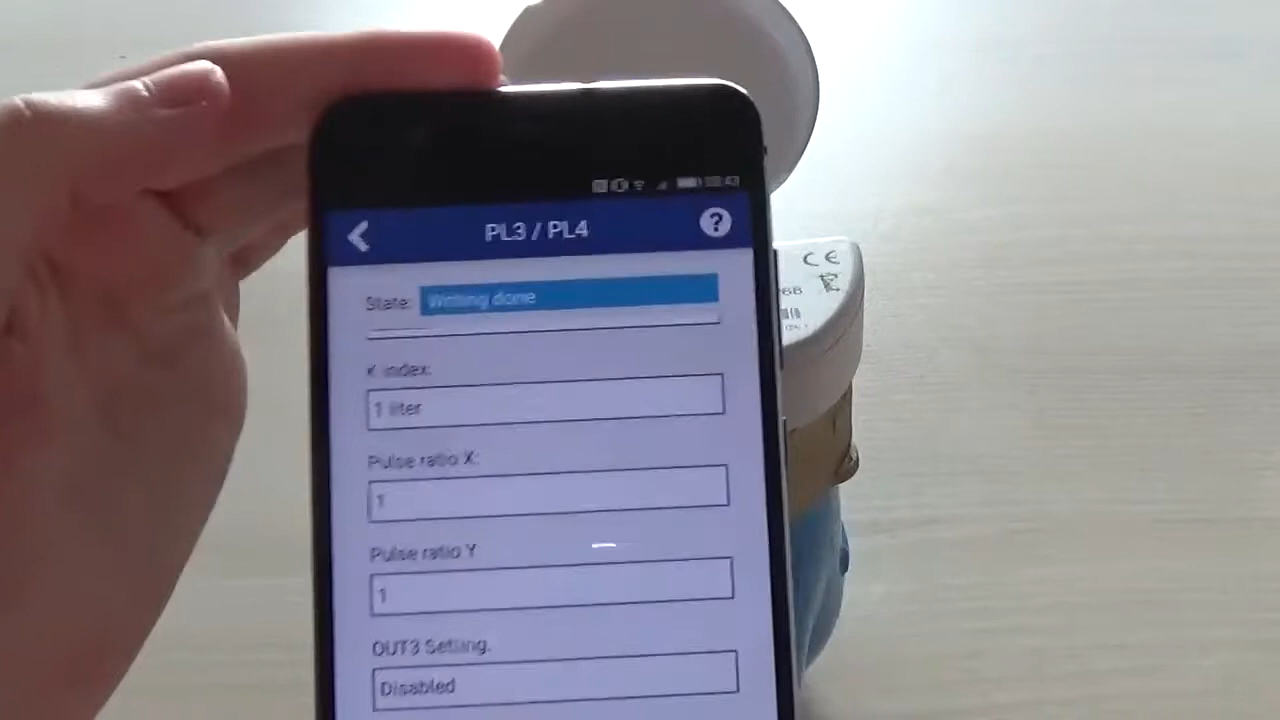 PL3 / PL4
?
State: Writing done
K index:
1 liter
Pulse ratio X:
1
Pulse ratio Y
1
OUT3 Setting.
Disabled
CE